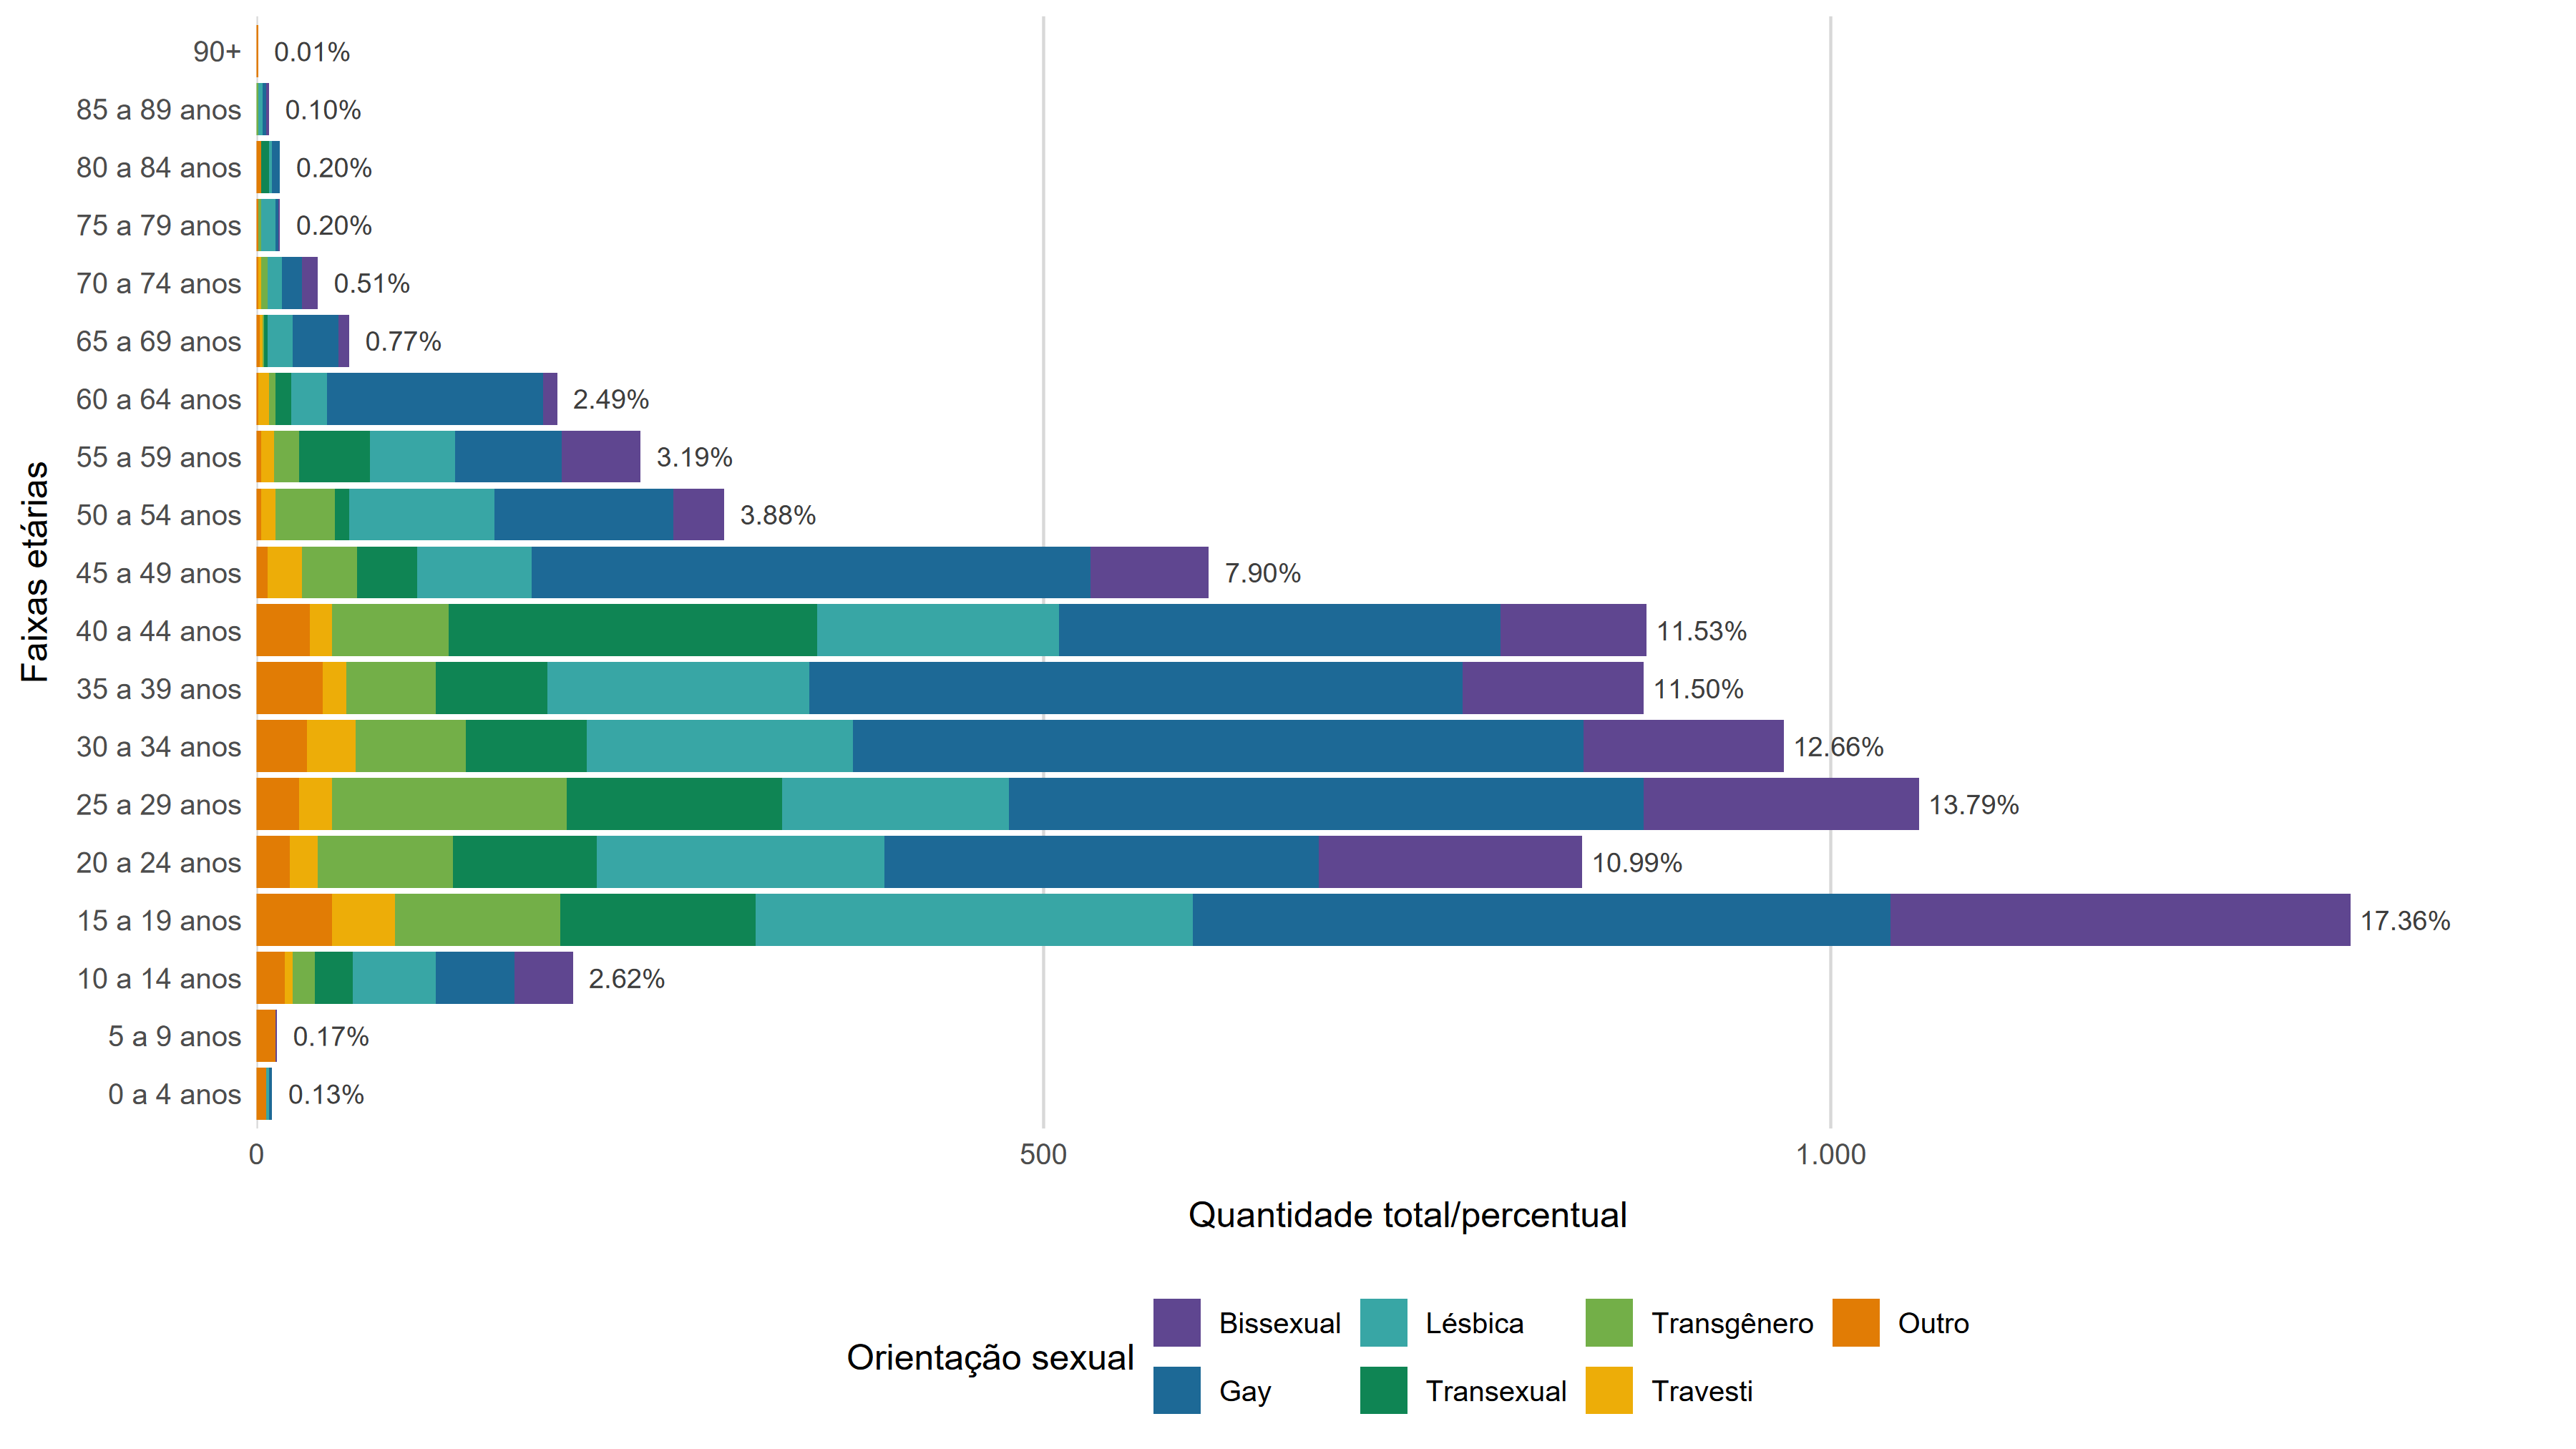 90+ 0.01%
85 a 89 anos 0.10%
80 a 84 anos 0.20%
75 a 79 anos 0.20%
70 a 74 anos 0.51%
65 a 69 anos 0.77%
60 a 64 anos 2.49%
55 a 59 anos 3.19%
50 a 54 anos 3.88%
45 a 49 anos 7.90%
40 a 44 anos 11.53%
35 a 39 anos 11.50%
30 a 34 anos 12.66%
25 a 29 anos 13.79%
20 a 24 anos 10.99%
15 a 19 anos 17.36%
10 a 14 anos 2.62%
5 a 9 anos 0.17%
0 a 4 anos 0.13%
Faixas etárias
0 500 1.000
Quantidade total/percentual
Orientação sexual
Bissexual Lésbica Transgênero Outro
Gay Transexual Travesti